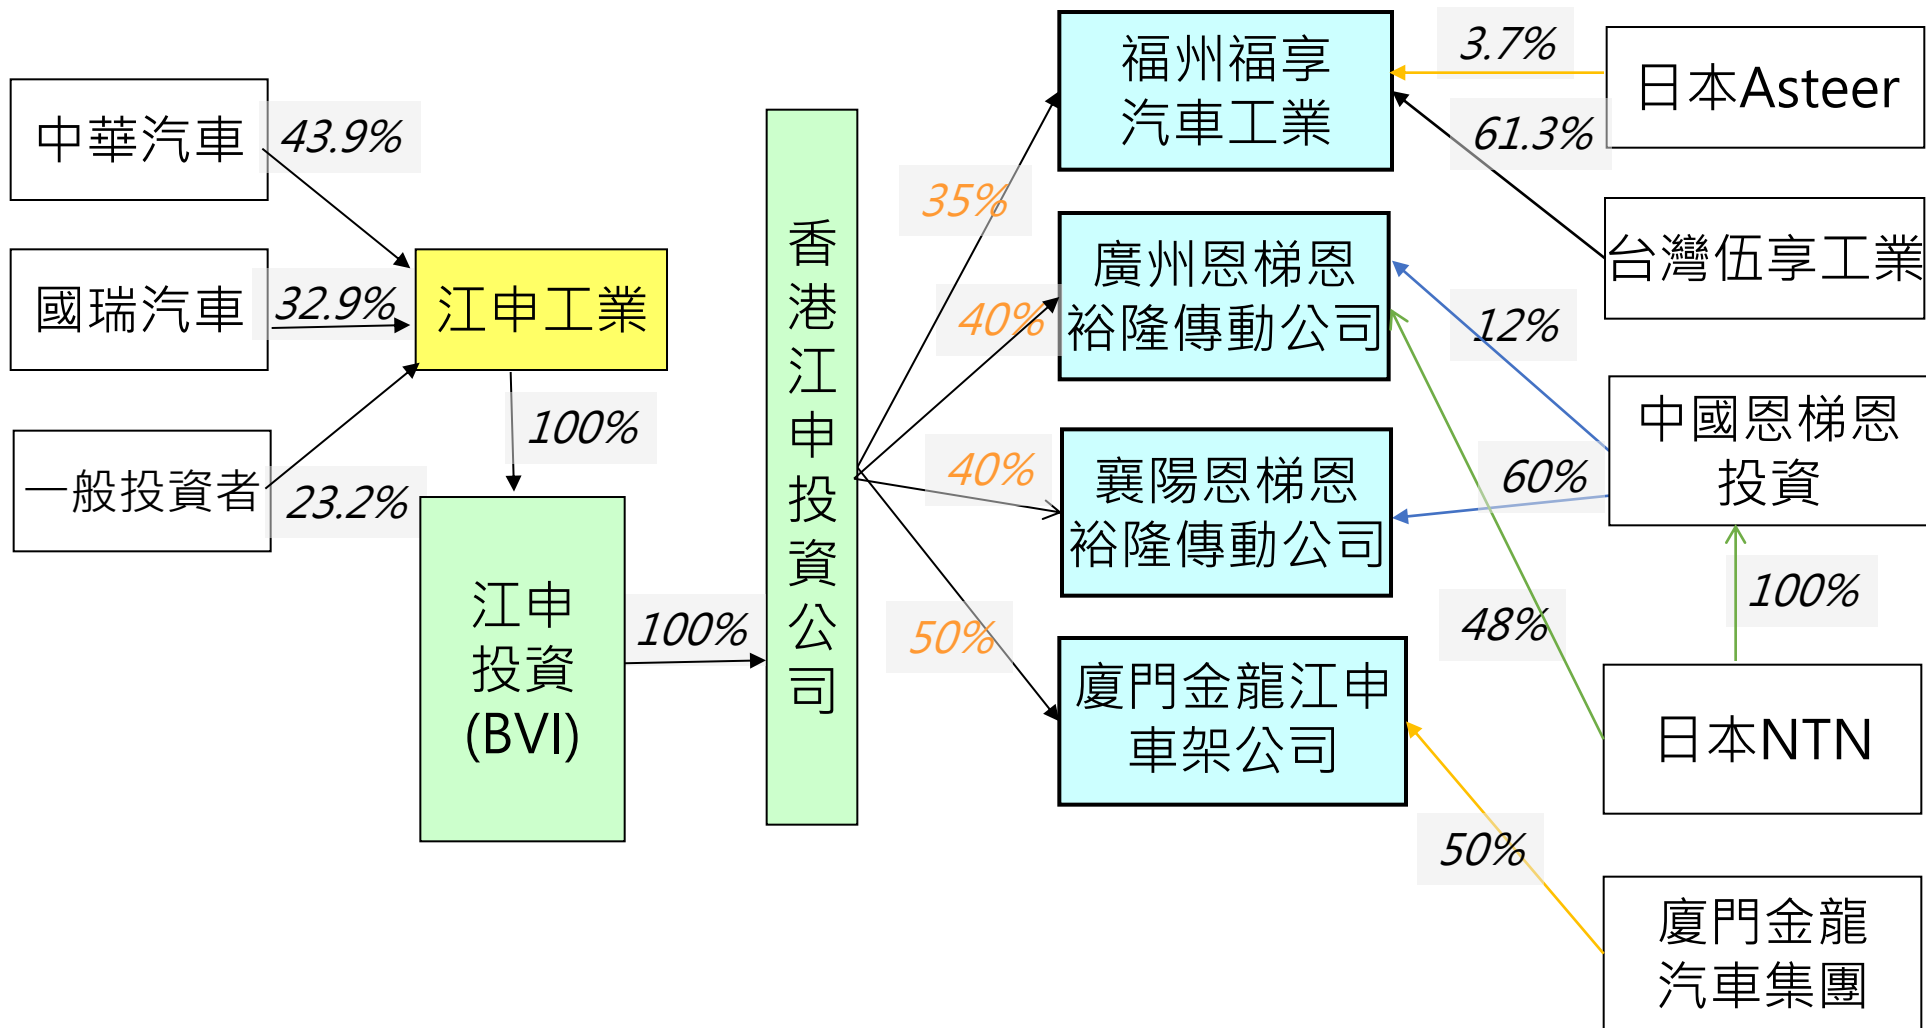 中華汽車
43.9%
國瑞汽車
32.9%
一般投資者
23.2%
江申工業
100%
江申
投資
(BVI)
100%
香
港
江
申
投
資
公
司
35%
40%
40%
50%
福州福享
汽車工業
廣州恩梯恩
裕隆傳動公司
襄陽恩梯恩
裕隆傳動公司
廈門金龍江申
車架公司
3.7%
61.3%
12%
60%
48%
100%
50%
日本Asteer
台灣伍享工業
中國恩梯恩
投資
日本NTN
廈門金龍
汽車集團